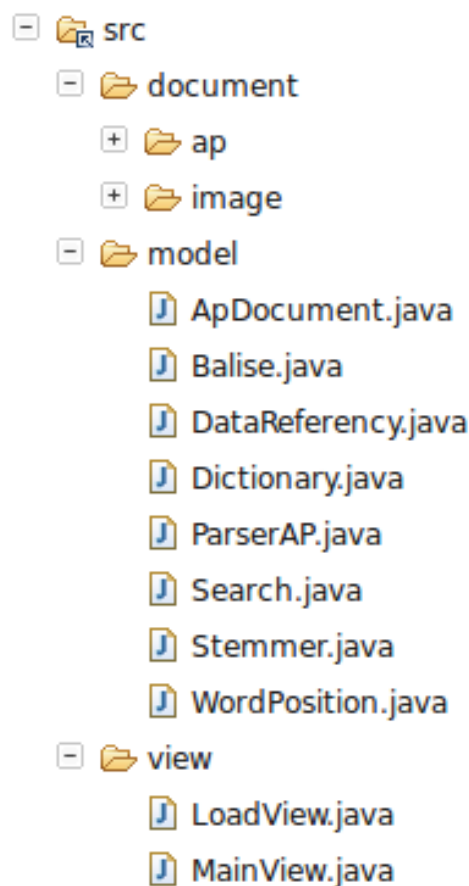 src
document
ap
image
model
ApDocument.java
Balise.java
DataReferency.java
Dictionary.java
ParserAP.java
Search.java
Stemmer.java
WordPosition.java
view
LoadView.java
MainView.java